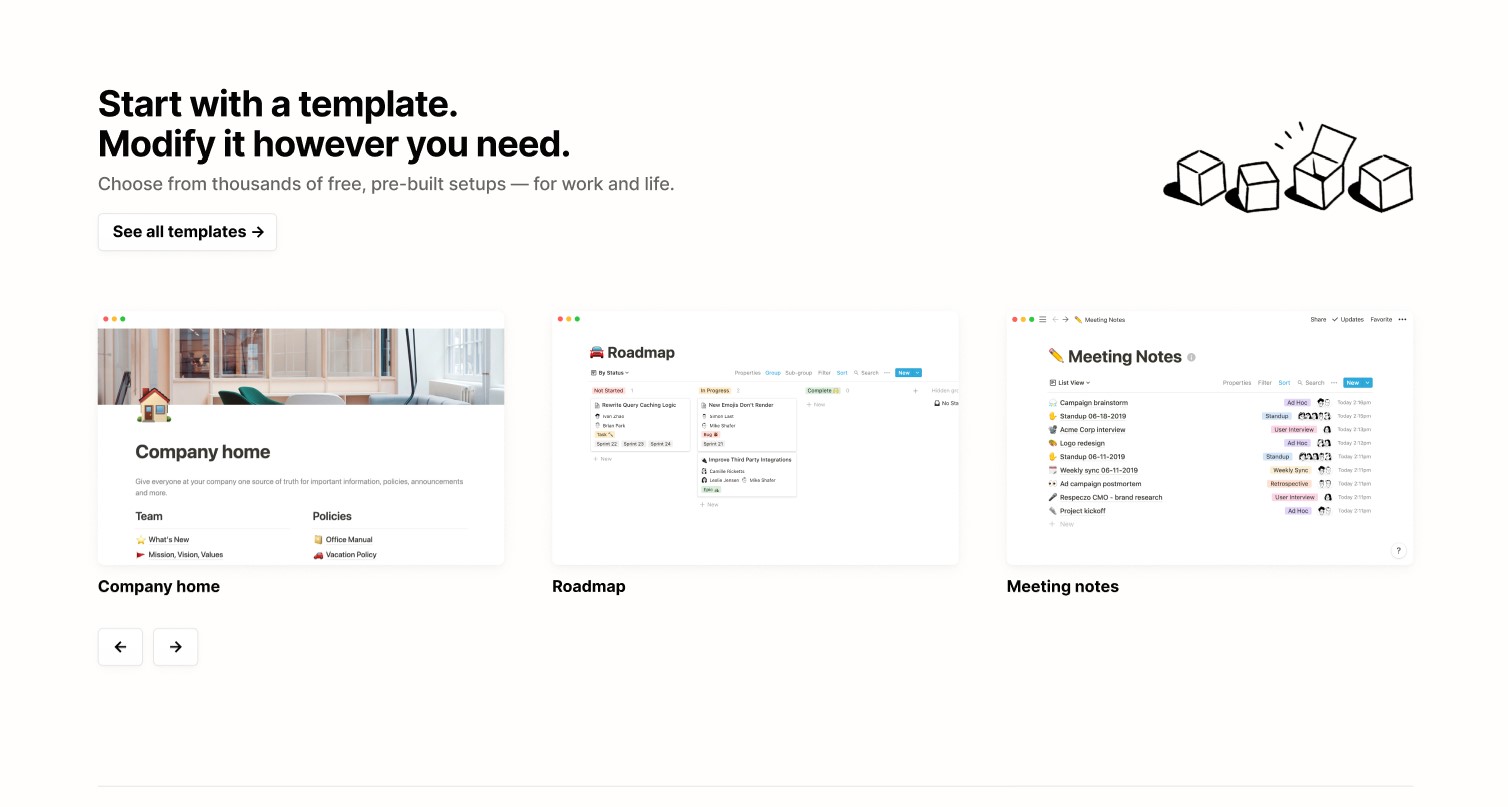 Start with a template.
Modify it however you need.
Choose from thousands of free, pre-built setups — for work and life.
See all templates →
Company home
Give everyone at your company one source of truth for important information, policies, announcements
and more.
Team
Policies
What's New
Office Manual
Mission, Vision, Values
Vacation Policy
Company home
Roadmap
By Status
Properties Group Sub-group Filter Sort Search ••• New
Not Started 1
In Progress 2
Complete 0
+
Rewrite Query Caching Logic
Ivan Zhao
Brian Park
Task
Sprint 22 Sprint 23 Sprint 24
+ New
New Emojis Don't Render
Simon Last
Mike Shafer
Bug
Sprint 21
Improve Third Party Integrations
Camille Ricketts
Leslie Jensen Mike Shafer
Epic
+ New
+ New
No Sta
Roadmap
Meeting Notes
Share Updates Favorite •••
Meeting Notes
List View
Properties Filter Sort Search ••• New
Campaign brainstorm Ad Hoc Today 2:16pm
Standup 06-18-2019 Standup Today 2:15pm
Acme Corp interview User Interview Today 2:13pm
Logo redesign Ad Hoc Today 2:12pm
Standup 06-11-2019 Standup Today 2:11pm
Weekly sync 06-11-2019 Weekly Sync Today 2:11pm
Ad campaign postmortem Retrospective Today 2:11pm
Respeczo CMO - brand research User Interview Today 2:11pm
Project kickoff Ad Hoc Today 2:11pm
+ New
?
Meeting notes
← →